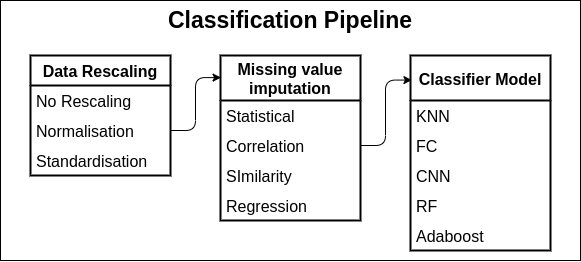 Classification Pipeline
Data Rescaling
No Rescaling
Normalisation
Standardisation
Missing value
imputation
Statistical
Correlation
SImilarity
Regression
Classifier Model
KNN
FC
CNN
RF
Adaboost